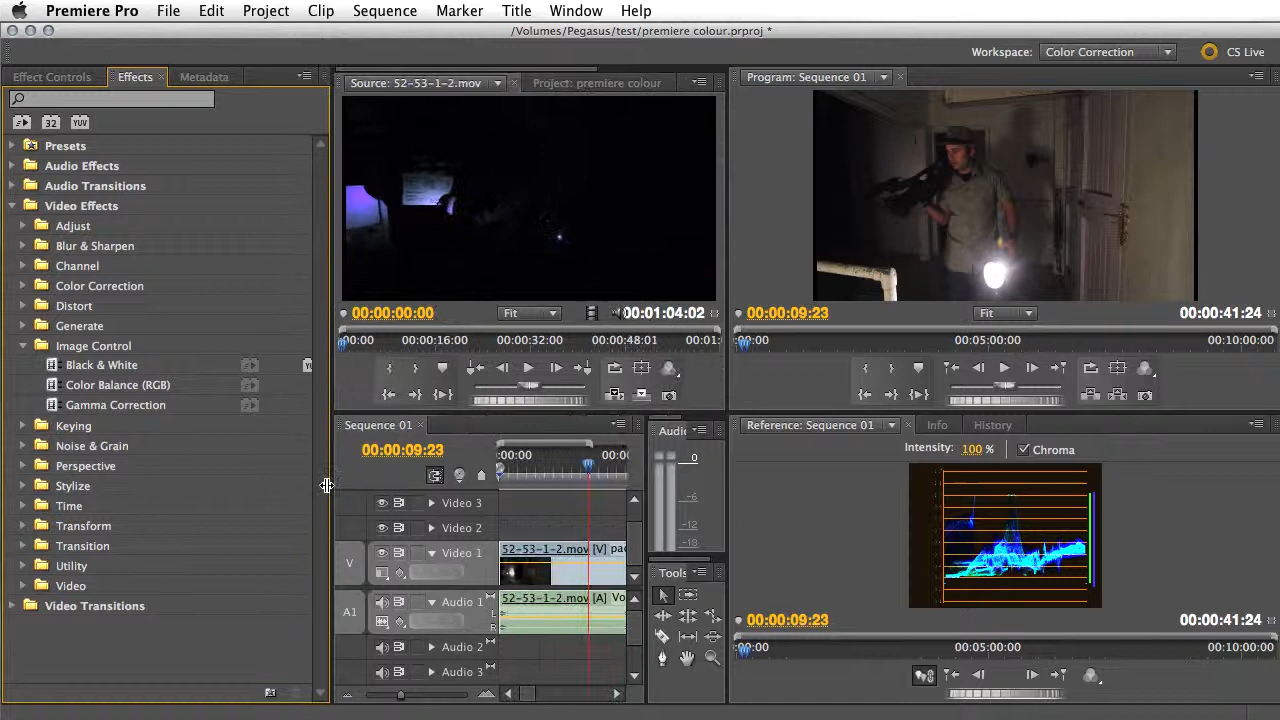 Premiere Pro File Edit Project Clip Sequence Marker Title Window Help
/Volumes/Pegasus/test/premiere colour.prproj *
Workspace: Color Correction CS Live
Effect Controls Effects Metadata
32 YUV
Presets
Audio Effects
Audio Transitions
Video Effects
Adjust
Blur & Sharpen
Channel
Color Correction
Distort
Generate
Image Control
Black & White
Color Balance (RGB)
Gamma Correction
Keying
Noise & Grain
Perspective
Stylize
Time
Transform
Transition
Utility
Video
Video Transitions
Source: 52-53-1-2.mov Project: premiere colour
00:00:00:00 Fit 00:01:04:02
00:00 00:00:16:00 00:00:32:00 00:00:48:01 00:01:
Program: Sequence 01
00:00:09:23 Fit 00:00:41:24
00:00 00:05:00:00 00:10:00:00
Sequence 01
00:00:09:23
:00:00 00:00
Video 3
Video 2
V Video 1 52-53-1-2.mov [V] pac
A1 Audio 1 52-53-1-2.mov [A] Vo
L
R
Audio 2
Audio 3
Audio
0
-6
-12
-18
Tools
Reference: Sequence 01 Info History
Intensity: 100 % Chroma
00:00:09:23 00:00:41:24
00:00 00:05:00:00 00:10:00:00